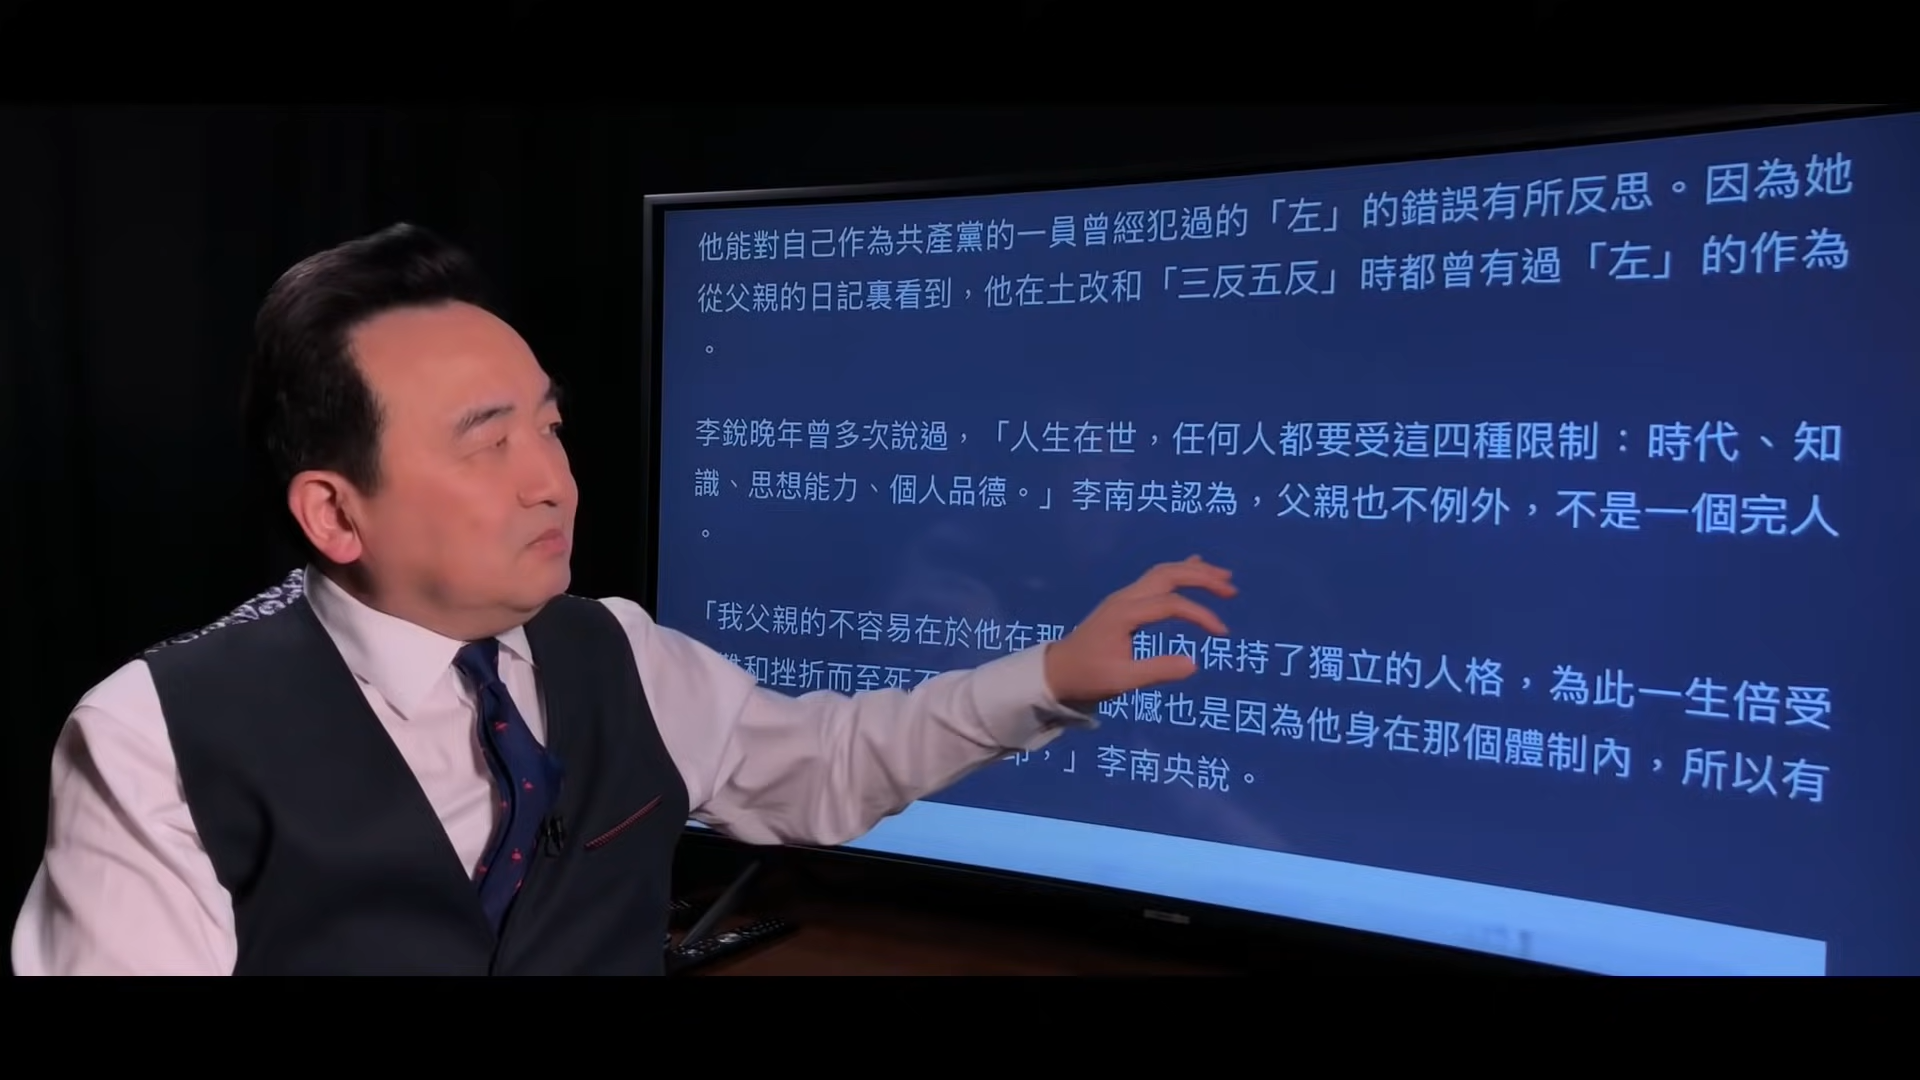 他能對自己作為共產黨的一員曾經犯過的「左」的錯誤有所反思。因為她
從父親的日記裏看到，他在土改和「三反五反」時都曾有過「左」的作為
。
李銳晚年曾多次說過，「人生在世，任何人都要受這四種限制：時代、知
識、思想能力、個人品德。」李南央認為，父親也不例外，不是一個完人
。
「我父親的不容易在於他在那 制內保持了獨立的人格，為此一生倍受
和挫折而至死不 缺憾也是因為他身在那個體制內，所以有
，」李南央說。